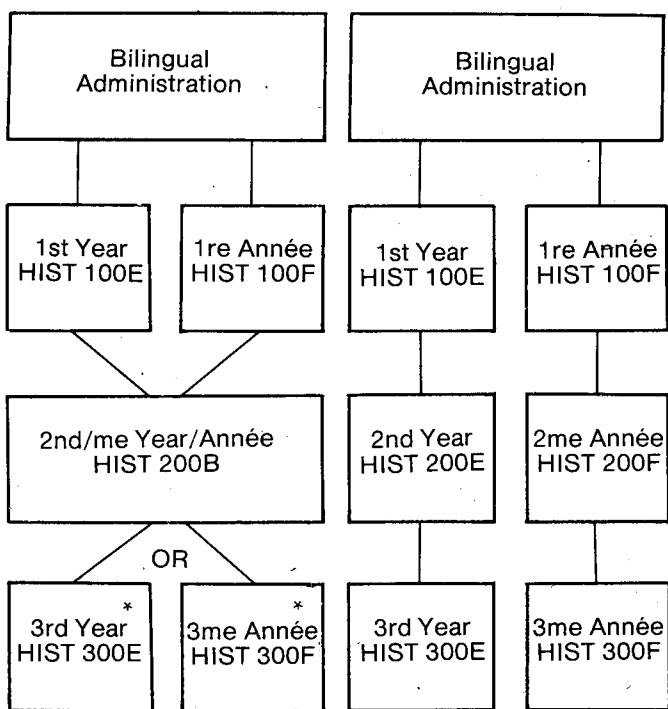 Bilingual
Administration
Bilingual
Administration
1st Year
HIST 100E
1re Année
HIST 100F
1st Year
HIST 100E
1re Année
HIST 100F
2nd/me Year/Année
HIST 200B
2nd Year
HIST 200E
2me Année
HIST 200F
OR
*
3rd Year
HIST 300E
*
3me Année
HIST 300F
3rd Year
HIST 300E
3me Année
HIST 300F